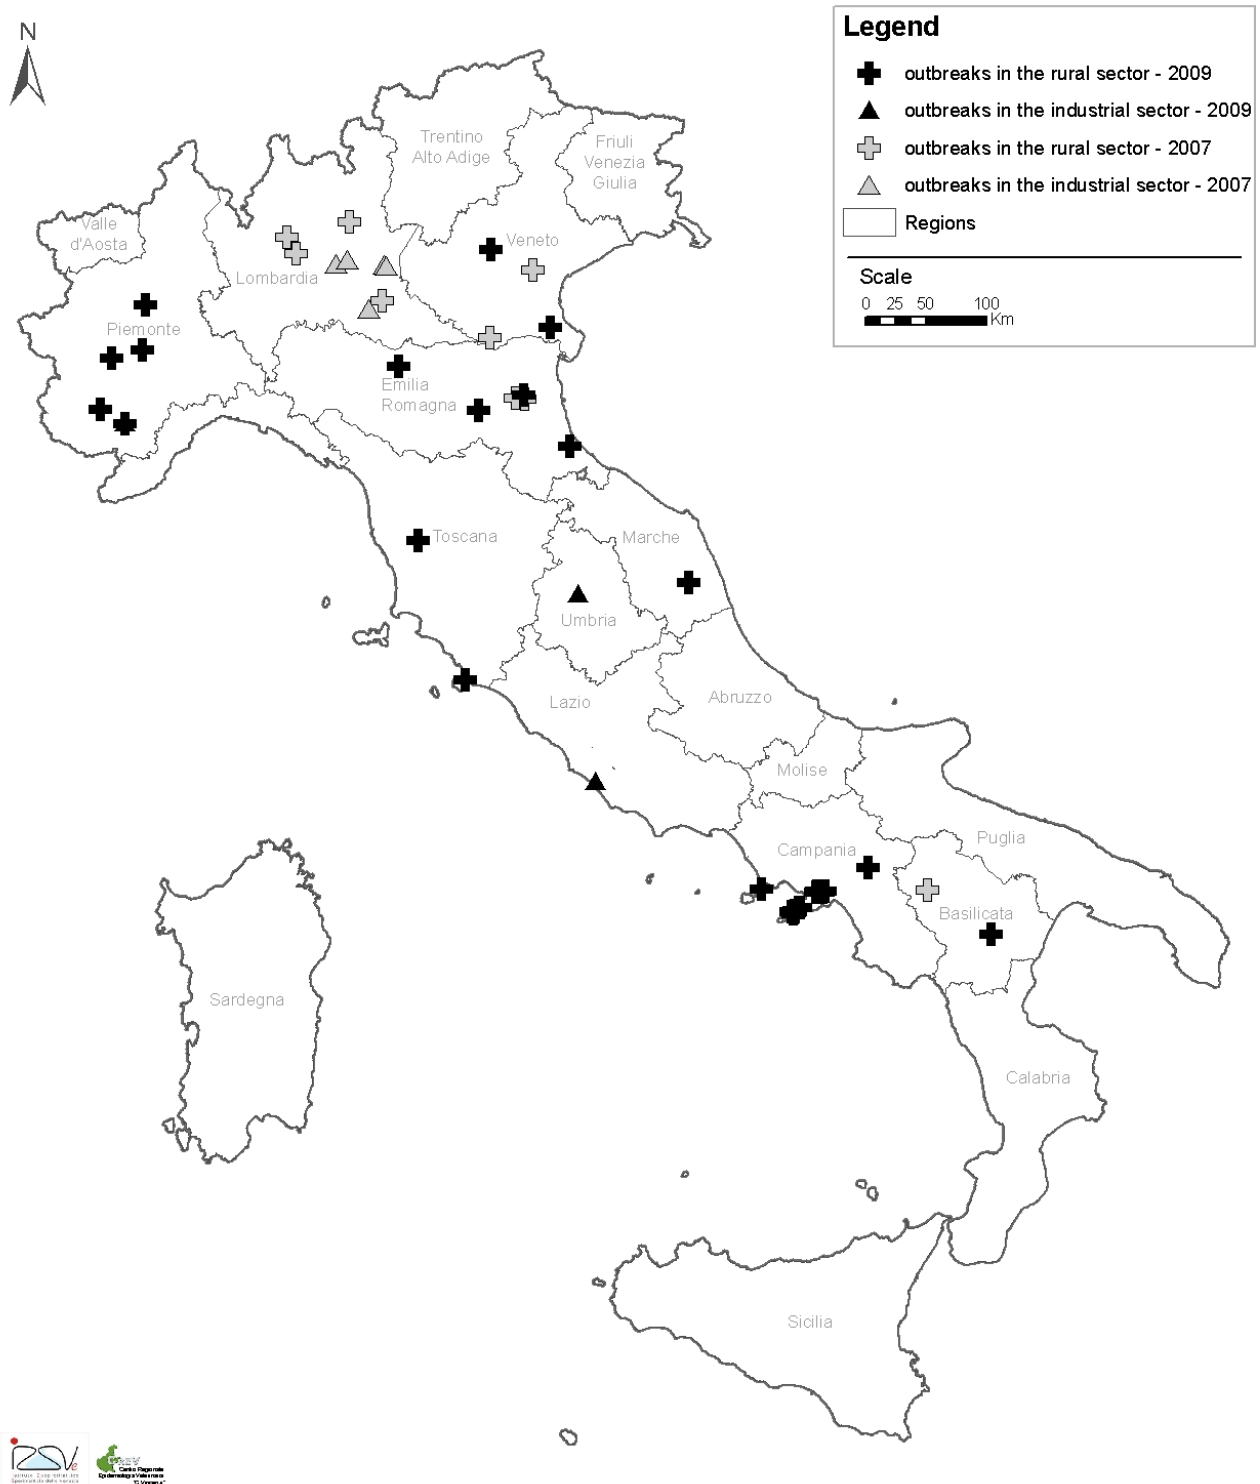 N
Legend
outbreaks in the rural sector - 2009
outbreaks in the industrial sector - 2009
outbreaks in the rural sector - 2007
outbreaks in the industrial sector - 2007
Regions
Scale
0 25 50 100
Km
Trentino
Alto Adige
Friuli
Venezia
Giulia
Valle
d'Aosta
Veneto
Lombardia
Piemonte
Emilia
Romagna
Toscana
Marche
Umbria
Lazio
Abruzzo
Molise
Campania
Puglia
Basilicata
Sardegna
Calabria
Sicilia
Centro Regionale